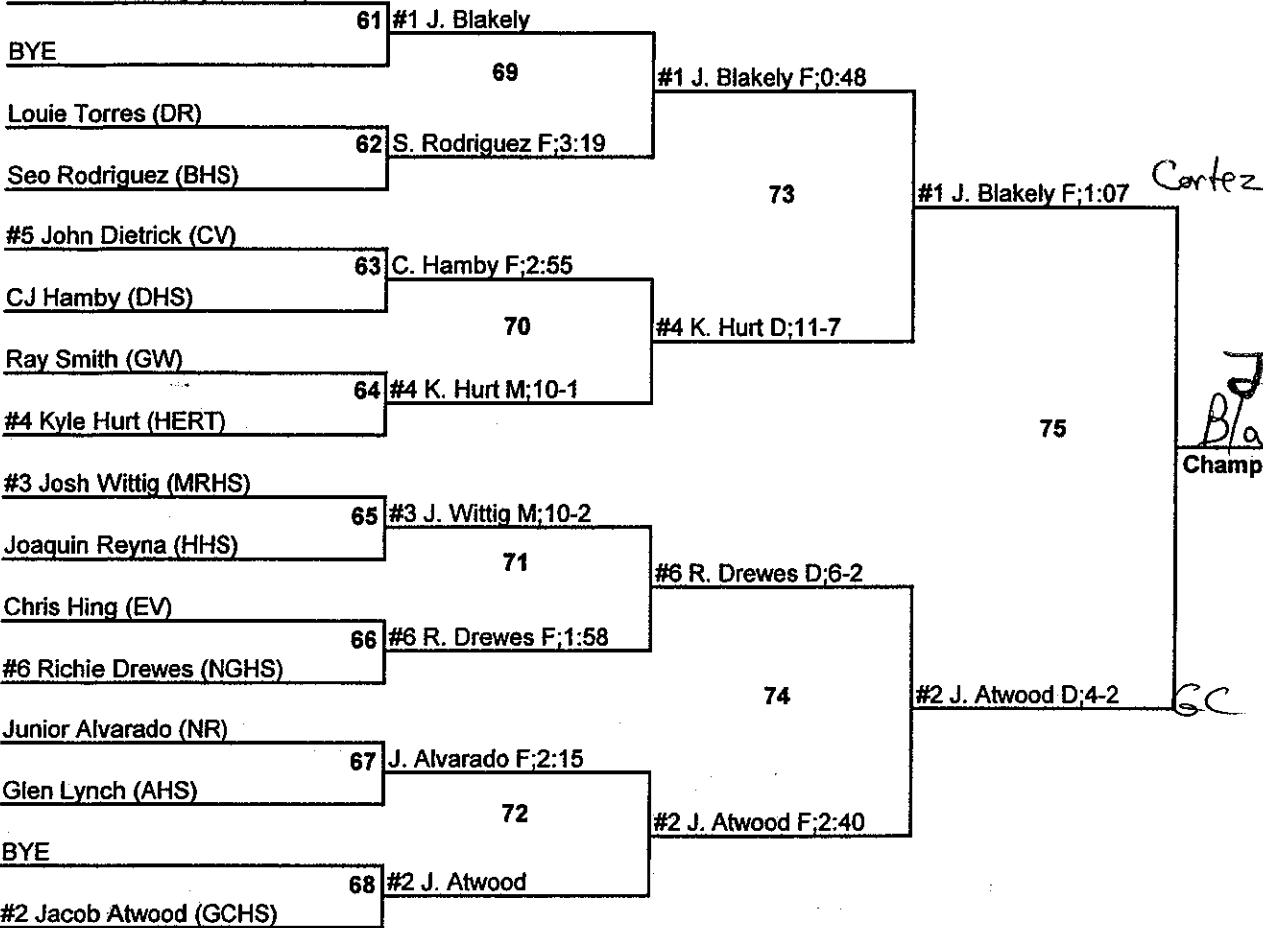 61 #1 J. Blakely
BYE
69
#1 J. Blakely F;0:48
Louie Torres (DR)
62 S. Rodriguez F;3:19
Seo Rodriguez (BHS)
73
#1 J. Blakely F;1:07
Cortez
#5 John Dietrick (CV)
63 C. Hamby F;2:55
CJ Hamby (DHS)
70
#4 K. Hurt D;11-7
Ray Smith (GW)
64 #4 K. Hurt M;10-1
#4 Kyle Hurt (HERT)
75
J
Bla
Champ
#3 Josh Wittig (MRHS)
65 #3 J. Wittig M;10-2
Joaquin Reyna (HHS)
71
#6 R. Drewes D;6-2
Chris Hing (EV)
66 #6 R. Drewes F;1:58
#6 Richie Drewes (NGHS)
74
#2 J. Atwood D;4-2
GC
Junior Alvarado (NR)
67 J. Alvarado F;2:15
Glen Lynch (AHS)
72
#2 J. Atwood F;2:40
BYE
68 #2 J. Atwood
#2 Jacob Atwood (GCHS)